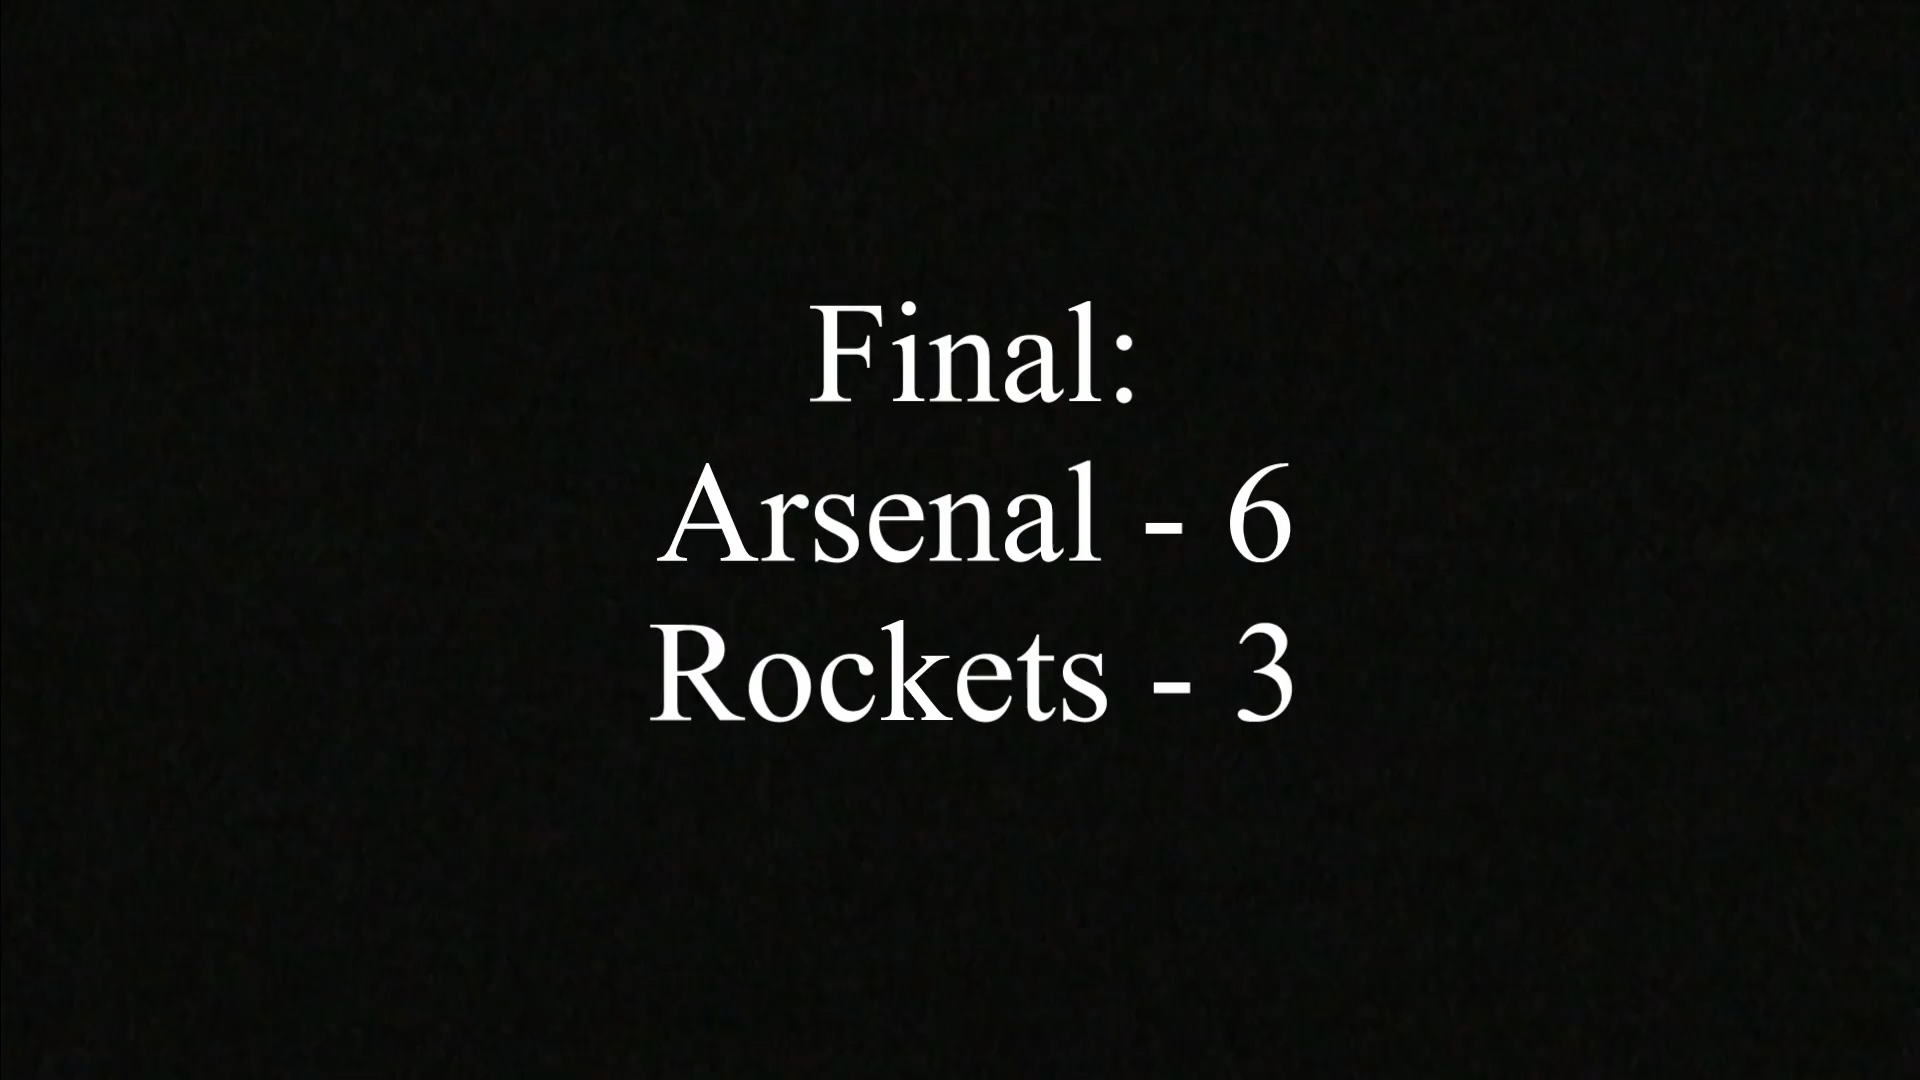 Final:
Arsenal - 6
Rockets - 3